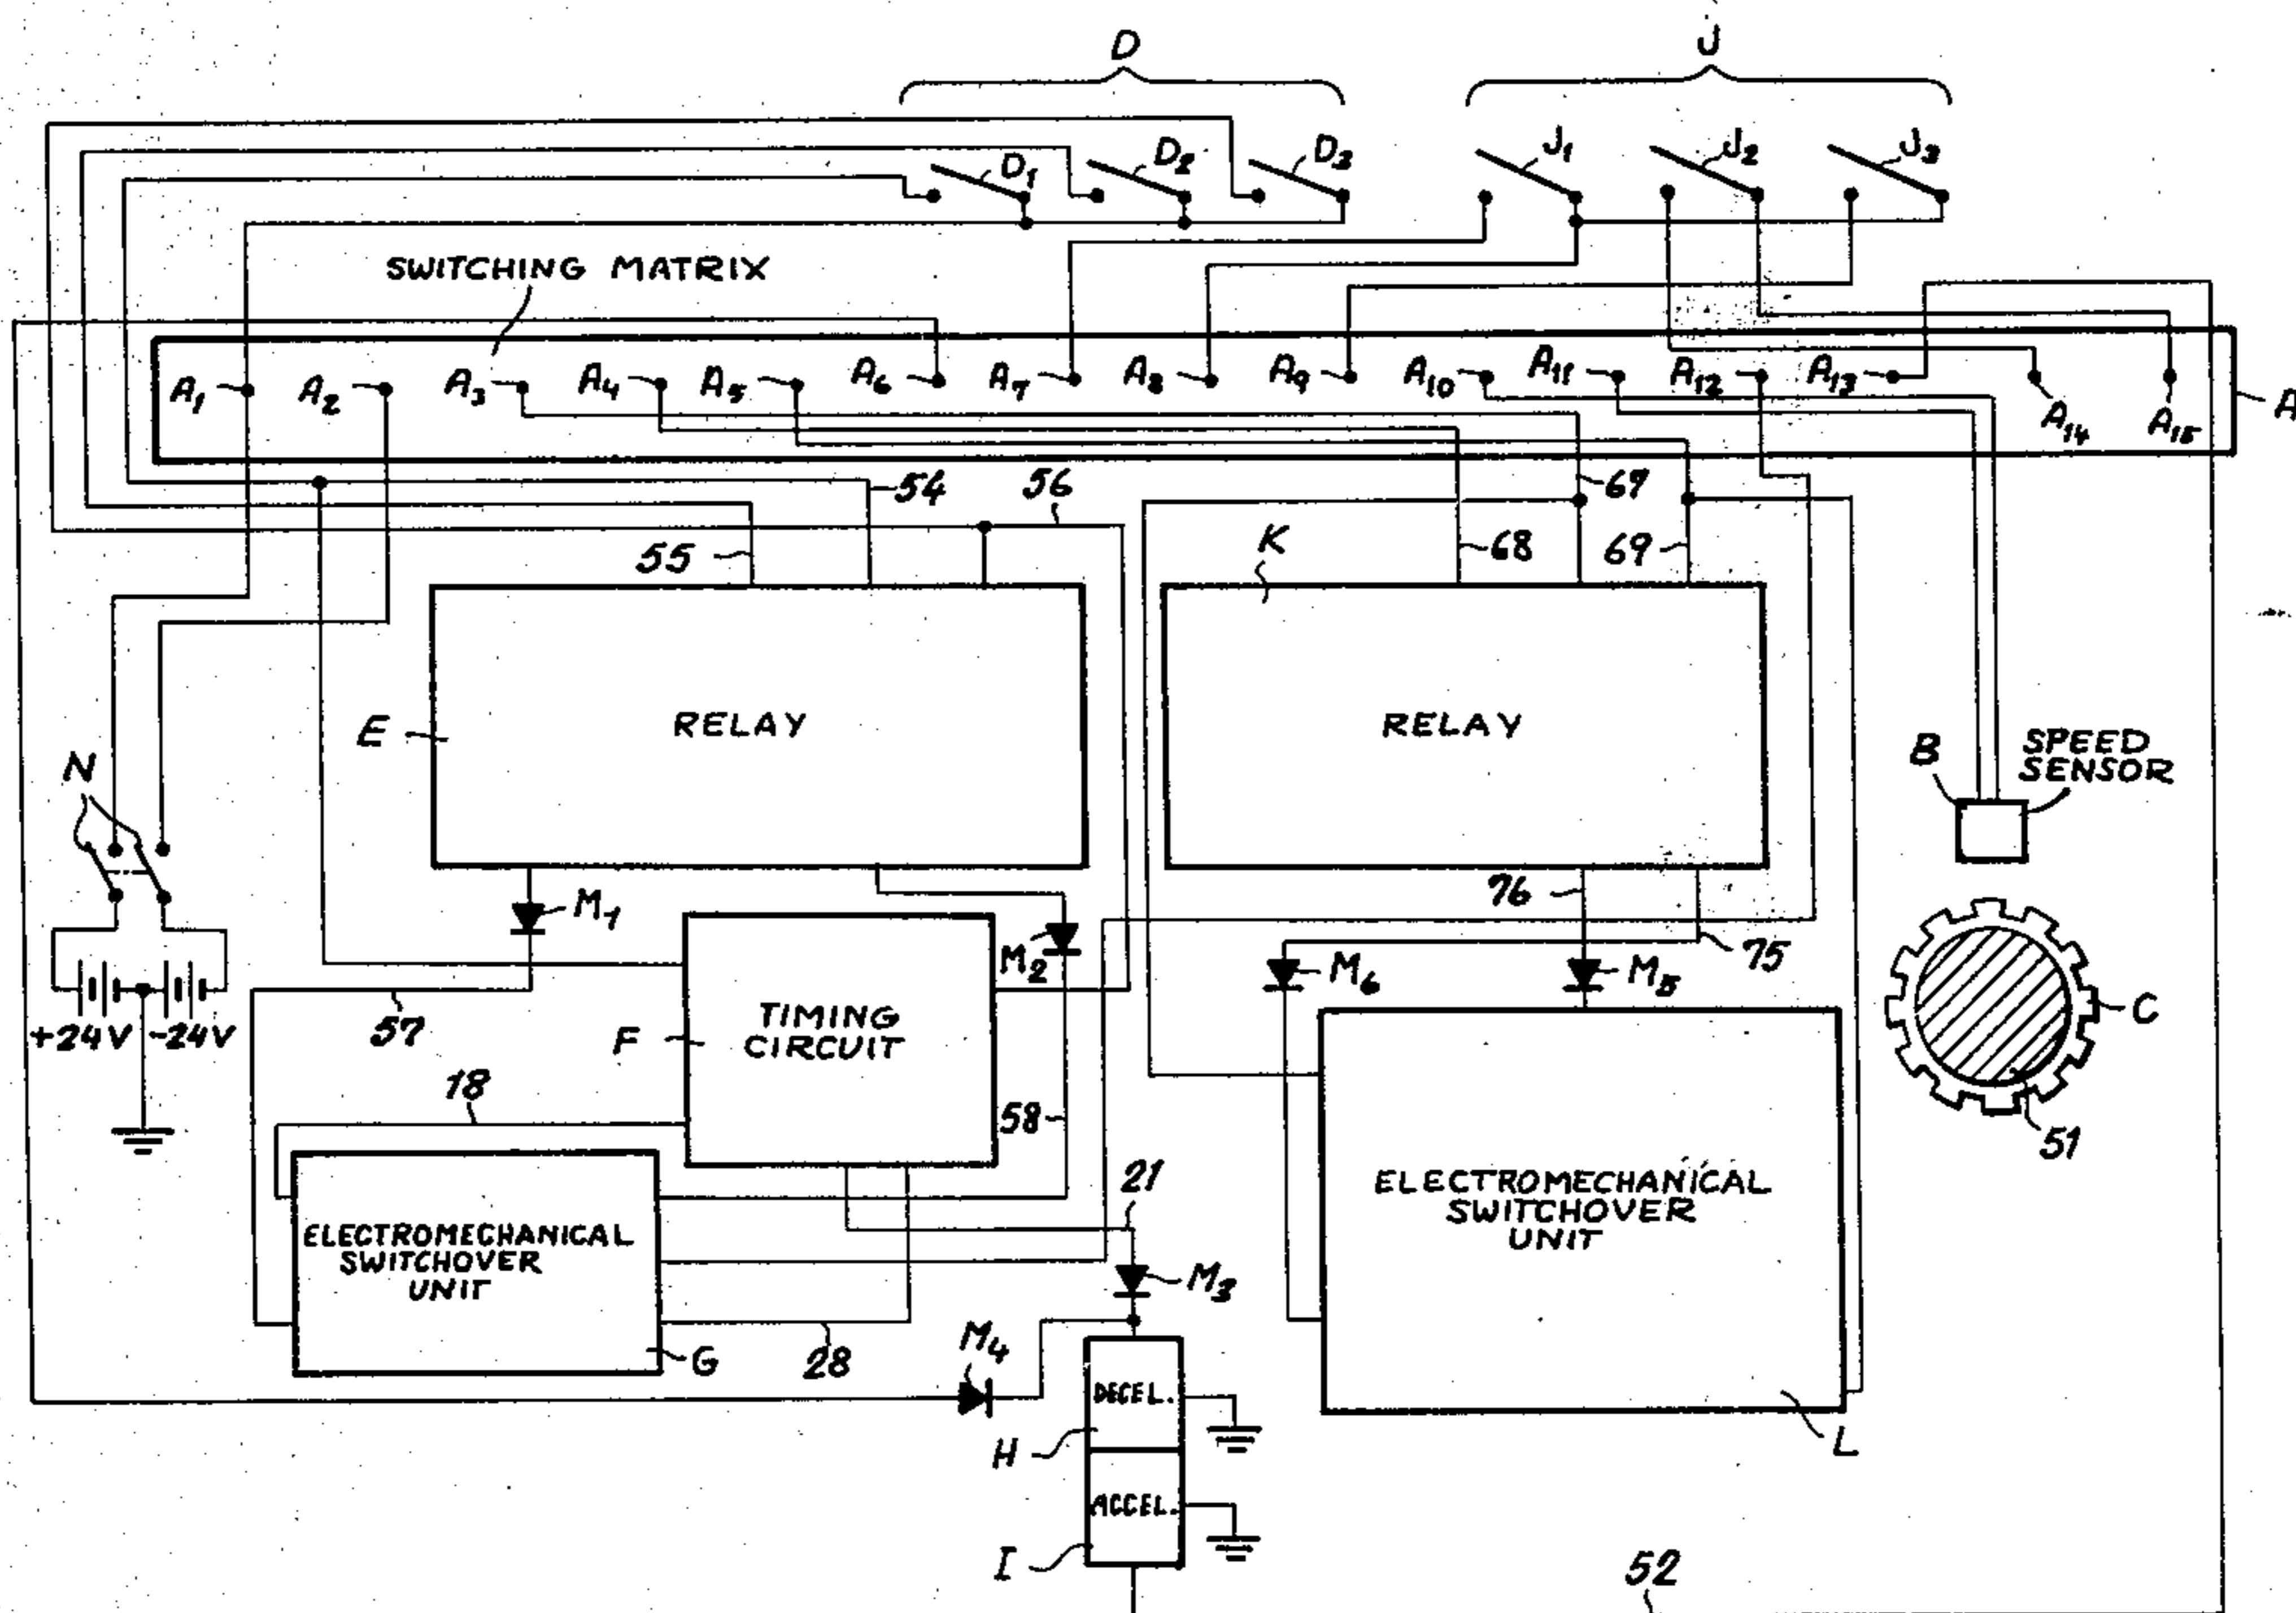 D
J
D1
D2
D3
J1
J2
J3
SWITCHING MATRIX
A1
A2
A3
A4
A5
A6
A7
A8
A9
A10
A11
A12
A13
A14
A15
A
54
56
67
55
K
68
69
E
RELAY
RELAY
B
SPEED
SENSOR
N
M1
76
M2
75
M6
M5
+24V
-24V
57
F
TIMING
CIRCUIT
C
18
58
51
21
ELECTROMECHANICAL
SWITCHOVER
UNIT
ELECTROMECHANICAL
SWITCHOVER
UNIT
M3
G
28
M4
DECEL.
H
L
ACCEL.
I
52